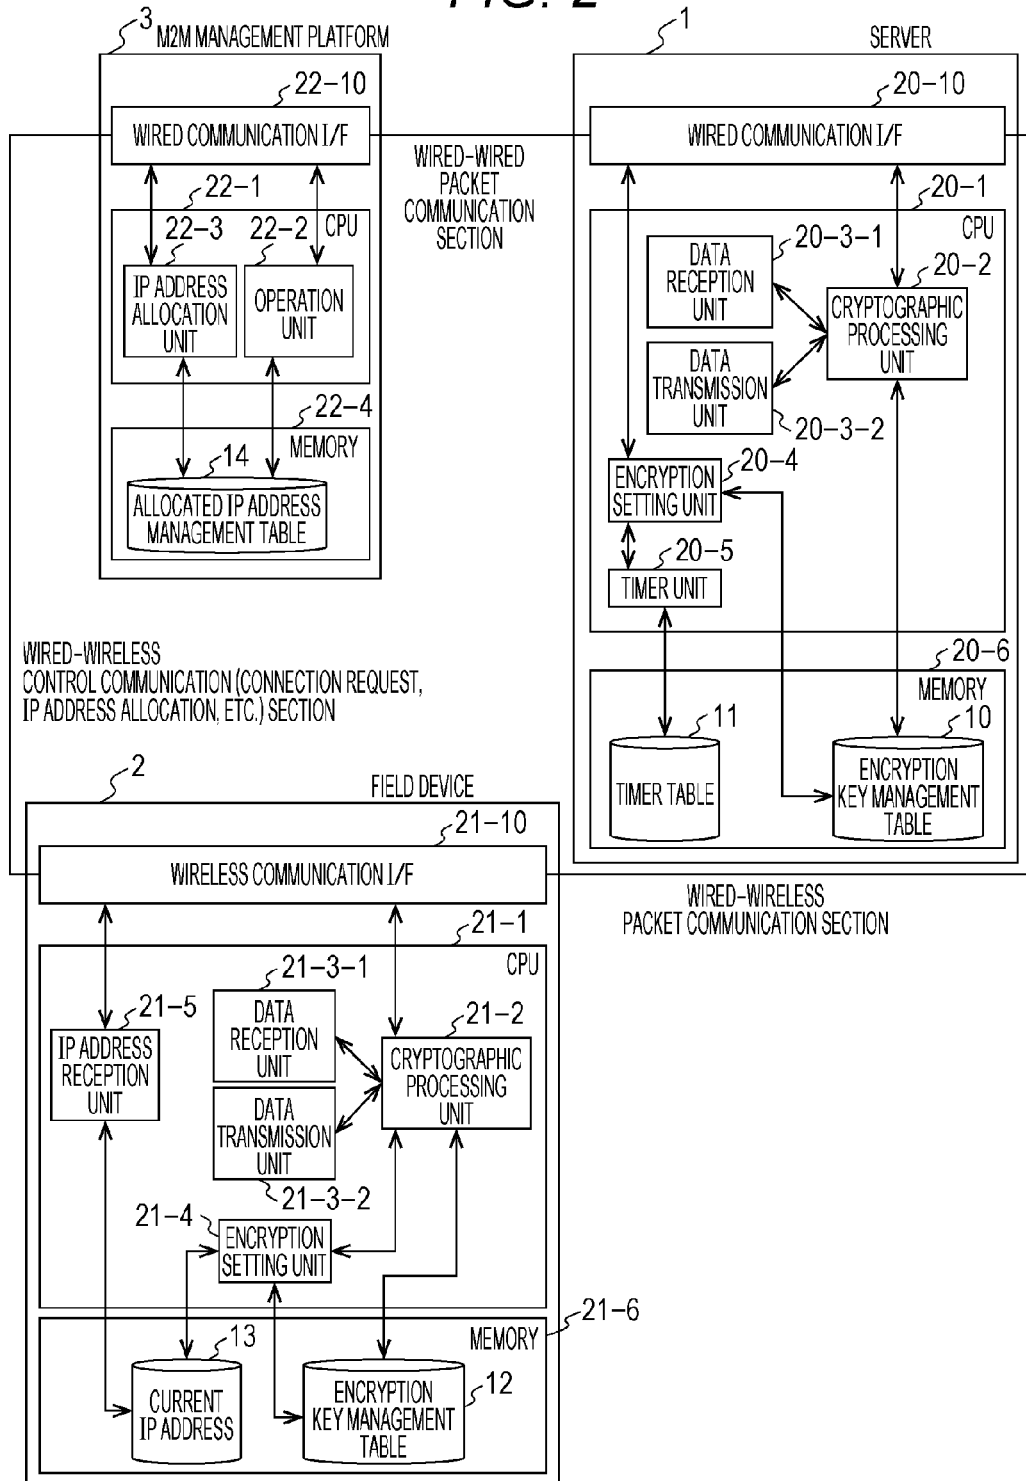 FIG. 2
3
M2M MANAGEMENT PLATFORM
22-10
WIRED COMMUNICATION I/F
22-1
CPU
22-3
22-2
IP ADDRESS
ALLOCATION
UNIT
OPERATION
UNIT
22-4
MEMORY
14
ALLOCATED IP ADDRESS
MANAGEMENT TABLE
WIRED-WIRED
PACKET
COMMUNICATION
SECTION
1
SERVER
20-10
WIRED COMMUNICATION I/F
20-1
CPU
20-3-1
DATA
RECEPTION
UNIT
20-2
CRYPTOGRAPHIC
PROCESSING
UNIT
DATA
TRANSMISSION
UNIT
20-3-2
20-4
ENCRYPTION
SETTING UNIT
20-5
TIMER UNIT
20-6
MEMORY
11
TIMER TABLE
10
ENCRYPTION
KEY MANAGEMENT
TABLE
WIRED-WIRELESS
CONTROL COMMUNICATION (CONNECTION REQUEST,
IP ADDRESS ALLOCATION, ETC.) SECTION
WIRED-WIRELESS
PACKET COMMUNICATION SECTION
2
FIELD DEVICE
21-10
WIRELESS COMMUNICATION I/F
21-1
CPU
21-5
IP ADDRESS
RECEPTION
UNIT
21-3-1
DATA
RECEPTION
UNIT
21-2
CRYPTOGRAPHIC
PROCESSING
UNIT
DATA
TRANSMISSION
UNIT
21-3-2
21-4
ENCRYPTION
SETTING UNIT
21-6
MEMORY
13
CURRENT
IP ADDRESS
12
ENCRYPTION
KEY MANAGEMENT
TABLE